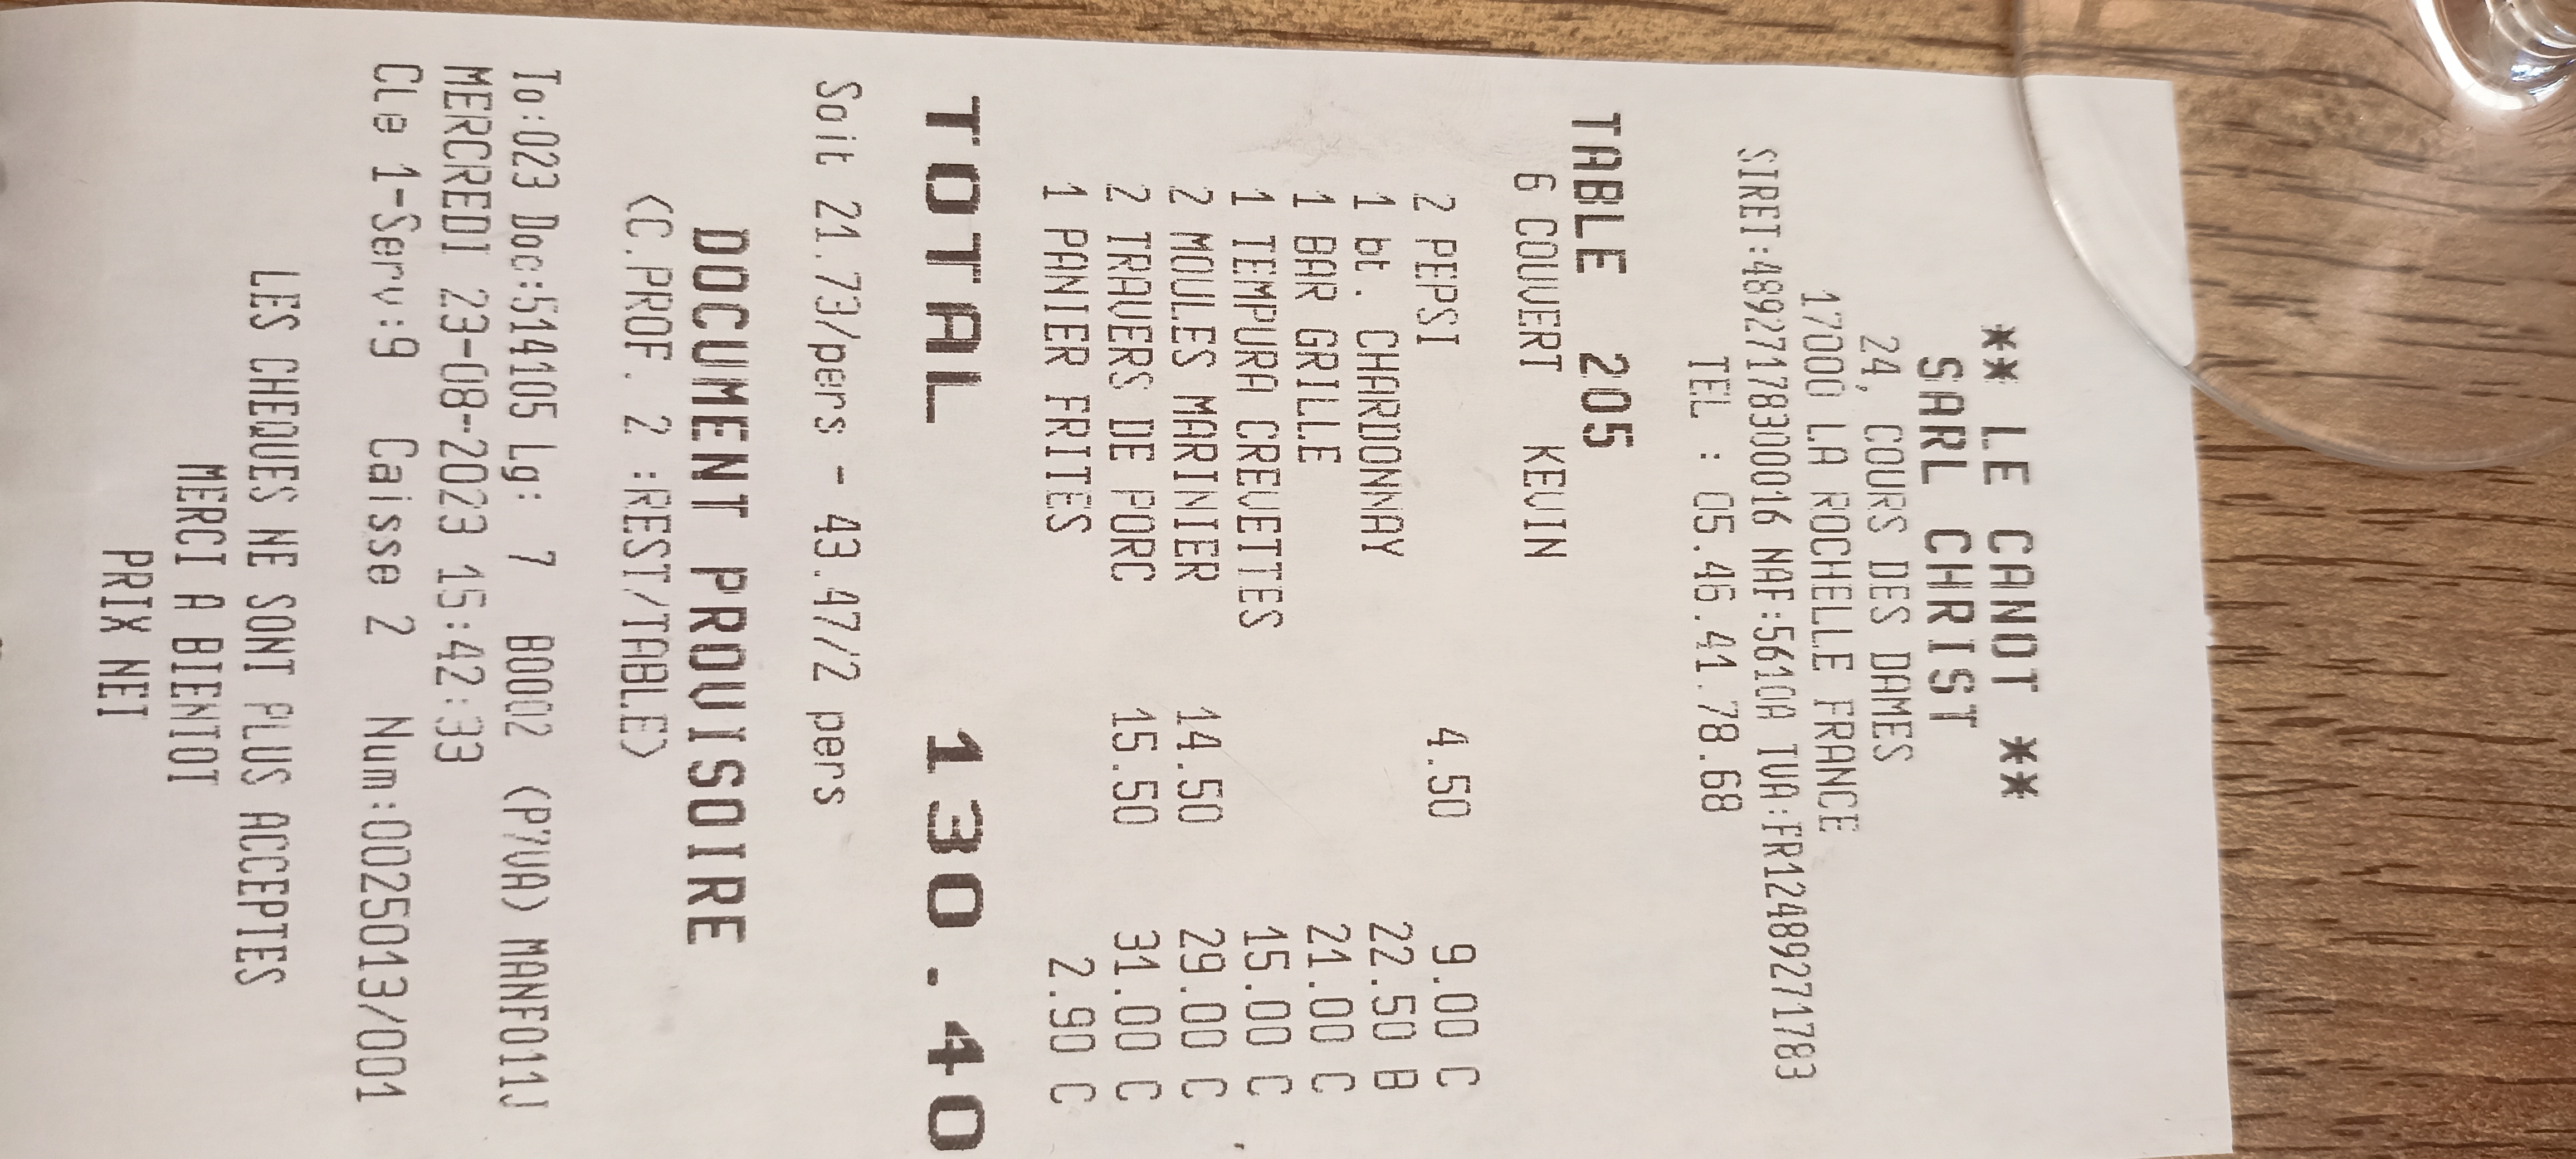 ** LE CANOT **
SARL CHRIST
24, COURS DES DAMES
17000 LA ROCHELLE FRANCE
SIRET:48927178300016 NAF:5610A TVA:FR12489271783
TEL : 05.46.41.78.68
TABLE 205
6 COUVERT KEVIN
2 PEPSI 4.50 9.00 C
1 bt. CHARDONNAY 22.50 B
1 BAR GRILLE 21.00 C
1 TEMPURA CREVETTES 15.00 C
2 MOULES MARINIER 14.50 29.00 C
2 TRAVERS DE PORC 15.50 31.00 C
1 PANIER FRITES 2.90 C
TOTAL 130.40
Soit 21.73/pers - 43.47/2 pers
DOCUMENT PROVISOIRE
(C.PROF. 2 :REST/TABLE)
To:023 Doc:514105 Lg: 7 B0002 (P7VA) MANF011J
MERCREDI 23-08-2023 15:42:33
Cle 1-Serv:9 Caisse 2 Num:0025013/001
LES CHEQUES NE SONT PLUS ACCEPTES
MERCI A BIENTOT
PRIX NET